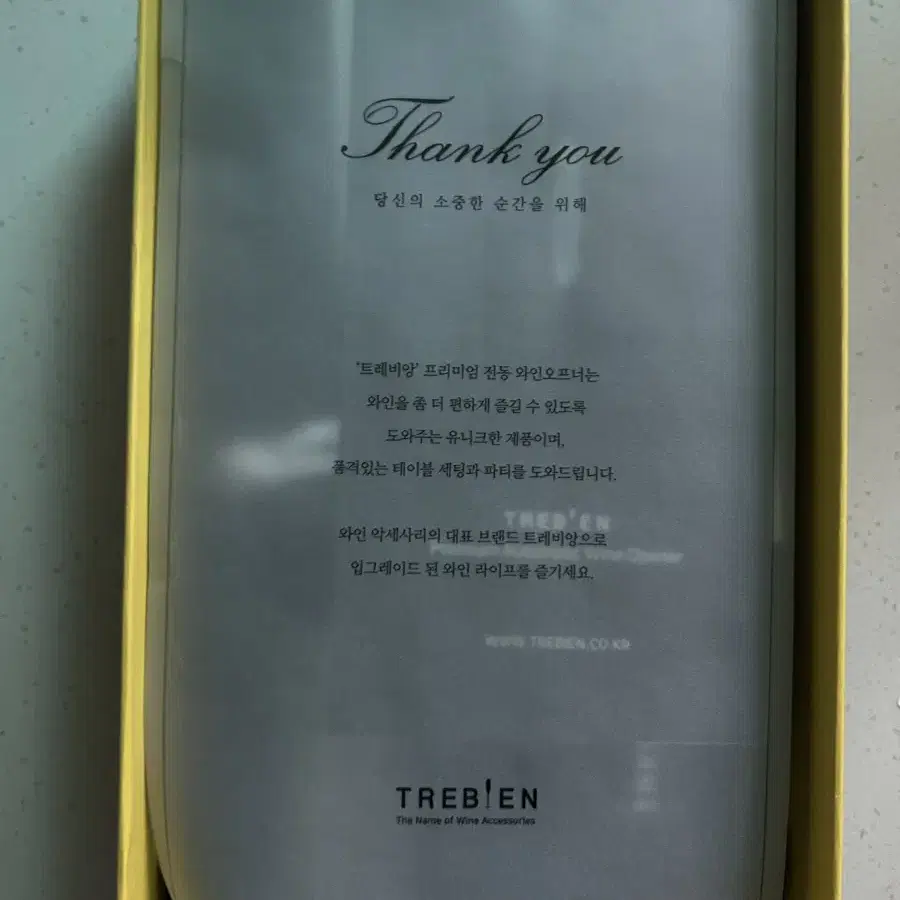 Thank you
당신의 소중한 순간을 위해
'트레비앙' 프리미엄 전동 와인오프너는
와인을 좀 더 편하게 즐길 수 있도록
도와주는 유니크한 제품이며,
품격있는 테이블 세팅과 파티를 도와드립니다.
TREB'EN
와인 악세사리의 대표 브랜드 트레비앙으로
업그레이드 된 와인 라이프를 즐기세요.
WWW.TREBIEN.CO.KR
TREBIEN
The Name of Wine Accessories